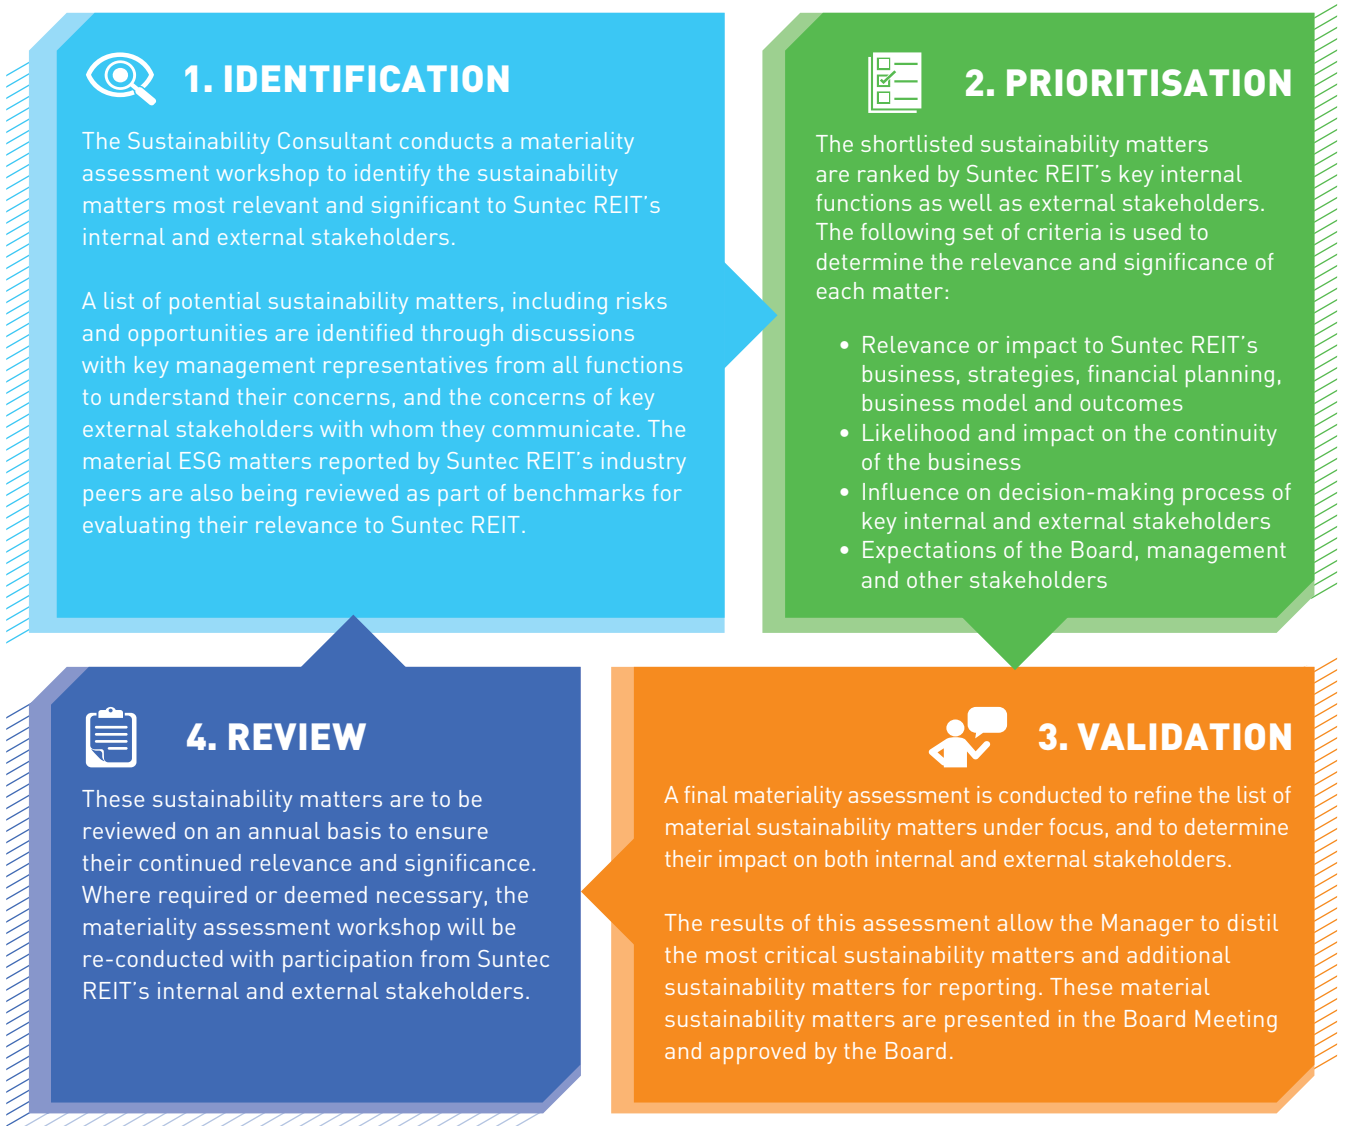 1. IDENTIFICATION
The Sustainability Consultant conducts a materiality
assessment workshop to identify the sustainability
matters most relevant and significant to Suntec REIT's
internal and external stakeholders.
A list of potential sustainability matters, including risks
and opportunities are identified through discussions
with key management representatives from all functions
to understand their concerns, and the concerns of key
external stakeholders with whom they communicate. The
material ESG matters reported by Suntec REIT's industry
peers are also being reviewed as part of benchmarks for
evaluating their relevance to Suntec REIT.
2. PRIORITISATION
The shortlisted sustainability matters
are ranked by Suntec REIT's key internal
functions as well as external stakeholders.
The following set of criteria is used to
determine the relevance and significance of
each matter:
• Relevance or impact to Suntec REIT's
business, strategies, financial planning,
business model and outcomes
• Likelihood and impact on the continuity
of the business
• Influence on decision-making process of
key internal and external stakeholders
• Expectations of the Board, management
and other stakeholders
3. VALIDATION
A final materiality assessment is conducted to refine the list of
material sustainability matters under focus, and to determine
their impact on both internal and external stakeholders.
The results of this assessment allow the Manager to distil
the most critical sustainability matters and additional
sustainability matters for reporting. These material
sustainability matters are presented in the Board Meeting
and approved by the Board.
4. REVIEW
These sustainability matters are to be
reviewed on an annual basis to ensure
their continued relevance and significance.
Where required or deemed necessary, the
materiality assessment workshop will be
re-conducted with participation from Suntec
REIT's internal and external stakeholders.